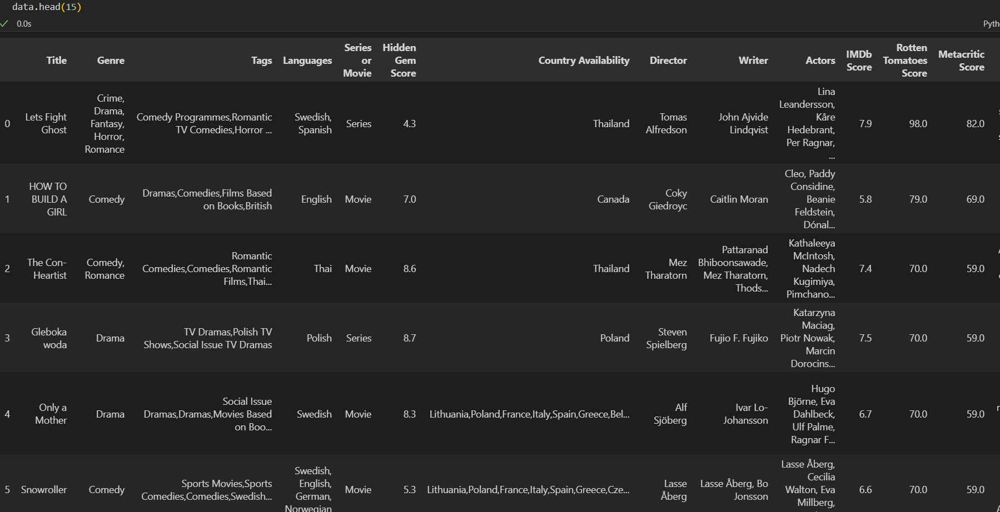 data.head(15)
0.0s
Pyth
Title Genre Tags Languages Series or Movie Hidden Gem Score Country Availability Director Writer Actors IMDb Score Rotten Tomatoes Score Metacritic Score
0 Lets Fight Ghost Crime, Drama, Fantasy, Horror, Romance Comedy Programmes,Romantic TV Comedies,Horror ... Swedish, Spanish Series 4.3 Thailand Tomas Alfredson John Ajvide Lindqvist Lina Leandersson, Kåre Hedebrant, Per Ragnar, ... 7.9 98.0 82.0
1 HOW TO BUILD A GIRL Comedy Dramas,Comedies,Films Based on Books,British English Movie 7.0 Canada Coky Giedroyc Caitlin Moran Cleo, Paddy Considine, Beanie Feldstein, Dónal... 5.8 79.0 69.0
2 The Con-Heartist Comedy, Romance Romantic Comedies,Comedies,Romantic Films,Thai... Thai Movie 8.6 Thailand Mez Tharatorn Pattaranad Bhiboonsawade, Mez Tharatorn, Thods... Kathaleeya McIntosh, Nadech Kugimiya, Pimchano... 7.4 70.0 59.0
3 Gleboka woda Drama TV Dramas,Polish TV Shows,Social Issue TV Dramas Polish Series 8.7 Poland Steven Spielberg Fujio F. Fujiko Katarzyna Maciag, Piotr Nowak, Marcin Dorocins... 7.5 70.0 59.0
4 Only a Mother Drama Social Issue Dramas,Dramas,Movies Based on Boo... Swedish Movie 8.3 Lithuania,Poland,France,Italy,Spain,Greece,Bel... Alf Sjöberg Ivar Lo-Johansson Hugo Björne, Eva Dahlbeck, Ulf Palme, Ragnar F... 6.7 70.0 59.0
5 Snowroller Comedy Sports Movies,Sports Comedies,Comedies,Swedish... Swedish, English, German, Norwegian Movie 5.3 Lithuania,Poland,France,Italy,Spain,Greece,Cze... Lasse Åberg Lasse Åberg, Bo Jonsson Lasse Åberg, Cecilia Walton, Eva Millberg, 6.6 70.0 59.0